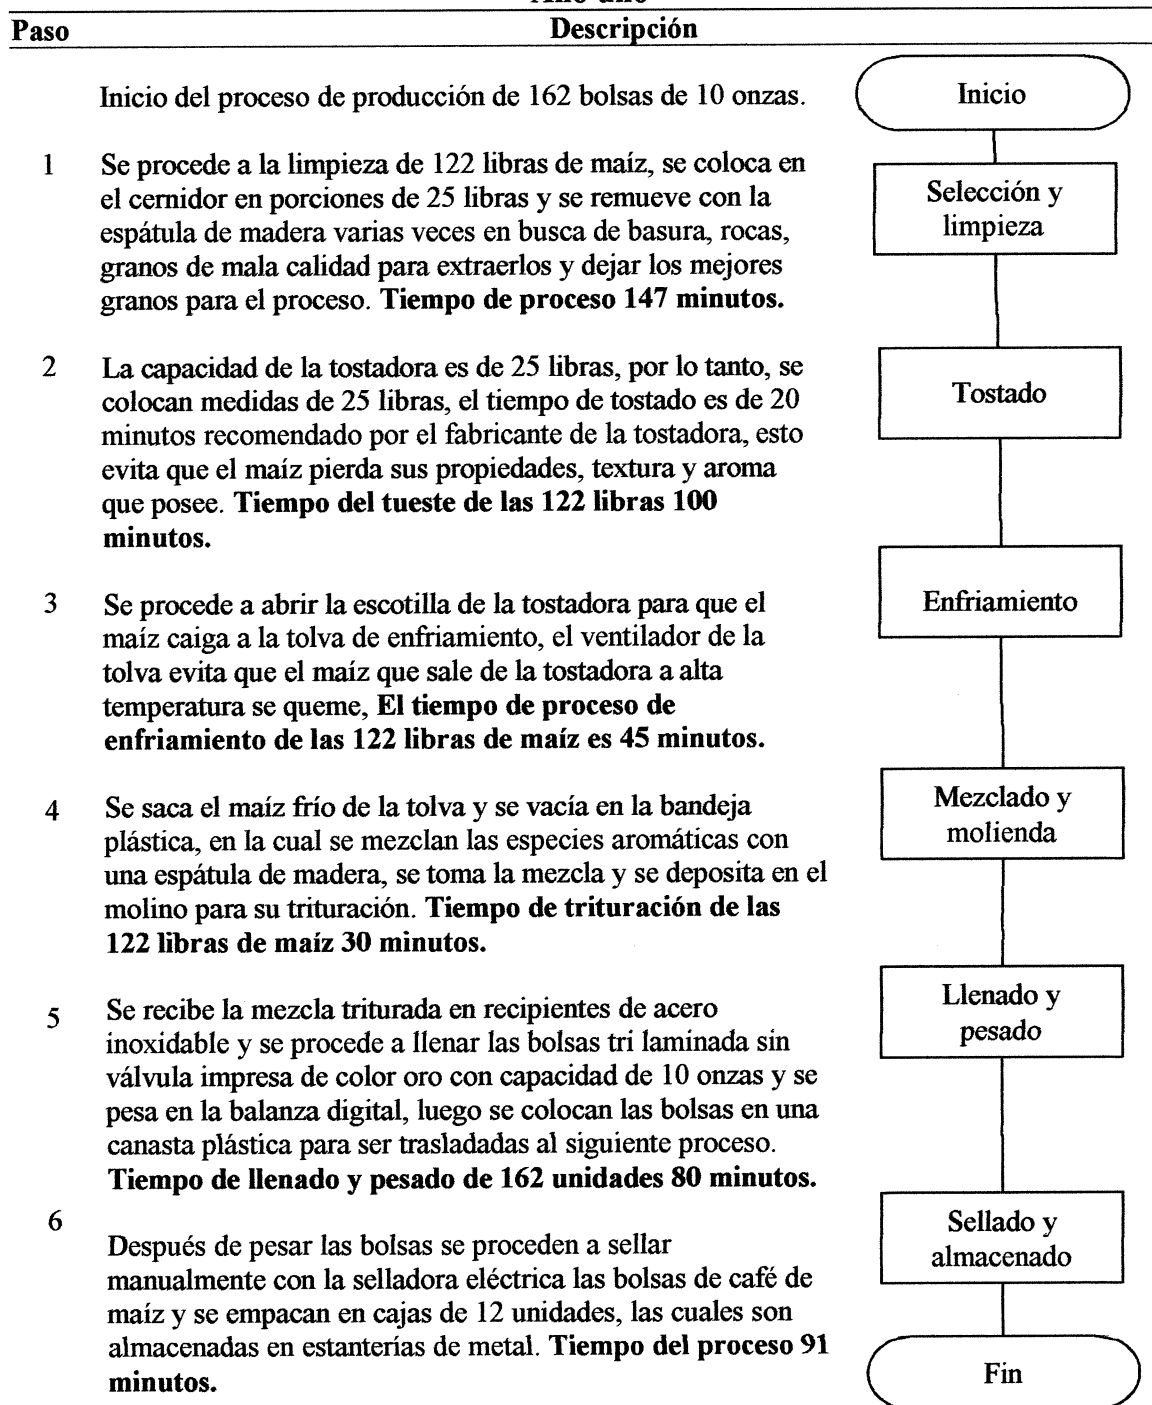 Año uno
Paso Descripción
Inicio del proceso de producción de 162 bolsas de 10 onzas.
Inicio
1 Se procede a la limpieza de 122 libras de maíz, se coloca en
el cernidor en porciones de 25 libras y se remueve con la
espátula de madera varias veces en busca de basura, rocas,
granos de mala calidad para extraerlos y dejar los mejores
granos para el proceso. Tiempo de proceso 147 minutos.
Selección y
limpieza
2 La capacidad de la tostadora es de 25 libras, por lo tanto, se
colocan medidas de 25 libras, el tiempo de tostado es de 20
minutos recomendado por el fabricante de la tostadora, esto
evita que el maíz pierda sus propiedades, textura y aroma
que posee. Tiempo del tueste de las 122 libras 100
minutos.
Tostado
3 Se procede a abrir la escotilla de la tostadora para que el
maíz caiga a la tolva de enfriamiento, el ventilador de la
tolva evita que el maíz que sale de la tostadora a alta
temperatura se queme, El tiempo de proceso de
enfriamiento de las 122 libras de maíz es 45 minutos.
Enfriamiento
4 Se saca el maíz frío de la tolva y se vacía en la bandeja
plástica, en la cual se mezclan las especies aromáticas con
una espátula de madera, se toma la mezcla y se deposita en el
molino para su trituración. Tiempo de trituración de las
122 libras de maíz 30 minutos.
Mezclado y
molienda
5 Se recibe la mezcla triturada en recipientes de acero
inoxidable y se procede a llenar las bolsas tri laminada sin
válvula impresa de color oro con capacidad de 10 onzas y se
pesa en la balanza digital, luego se colocan las bolsas en una
canasta plástica para ser trasladadas al siguiente proceso.
Tiempo de llenado y pesado de 162 unidades 80 minutos.
Llenado y
pesado
6
Después de pesar las bolsas se proceden a sellar
manualmente con la selladora eléctrica las bolsas de café de
maíz y se empacan en cajas de 12 unidades, las cuales son
almacenadas en estanterías de metal. Tiempo del proceso 91
minutos.
Sellado y
almacenado
Fin